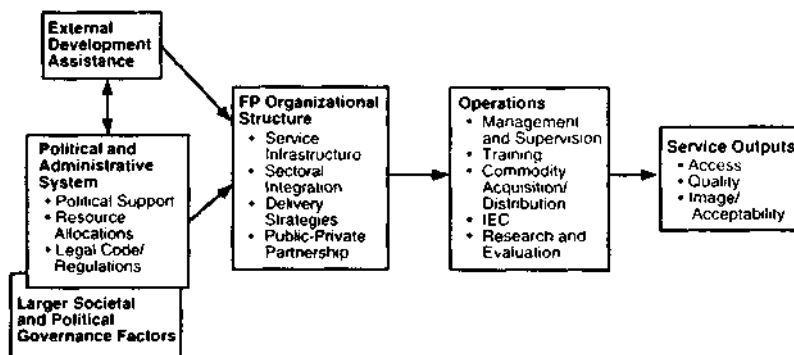 External
Development
Assistance
Political and
Administrative
System
• Political Support
• Resource
Allocations
• Legal Code/
Regulations
Larger Societal
and Political
Governance Factors
FP Organizational
Structure
• Service
Infrastructure
• Sectoral
Integration
• Delivery
Strategies
• Public-Private
Partnership
Operations
• Management
and Supervision
• Training
• Commodity
Acquisition/
Distribution
• IEC
• Research and
Evaluation
Service Outputs
• Access
• Quality
• Image/
Acceptability